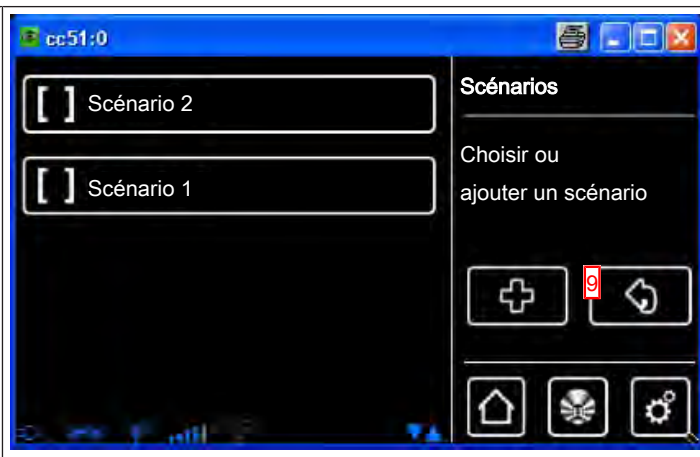 cc51:0
[ ] Scénario 2
[ ] Scénario 1
Scénarios
Choisir ou
ajouter un scénario
9